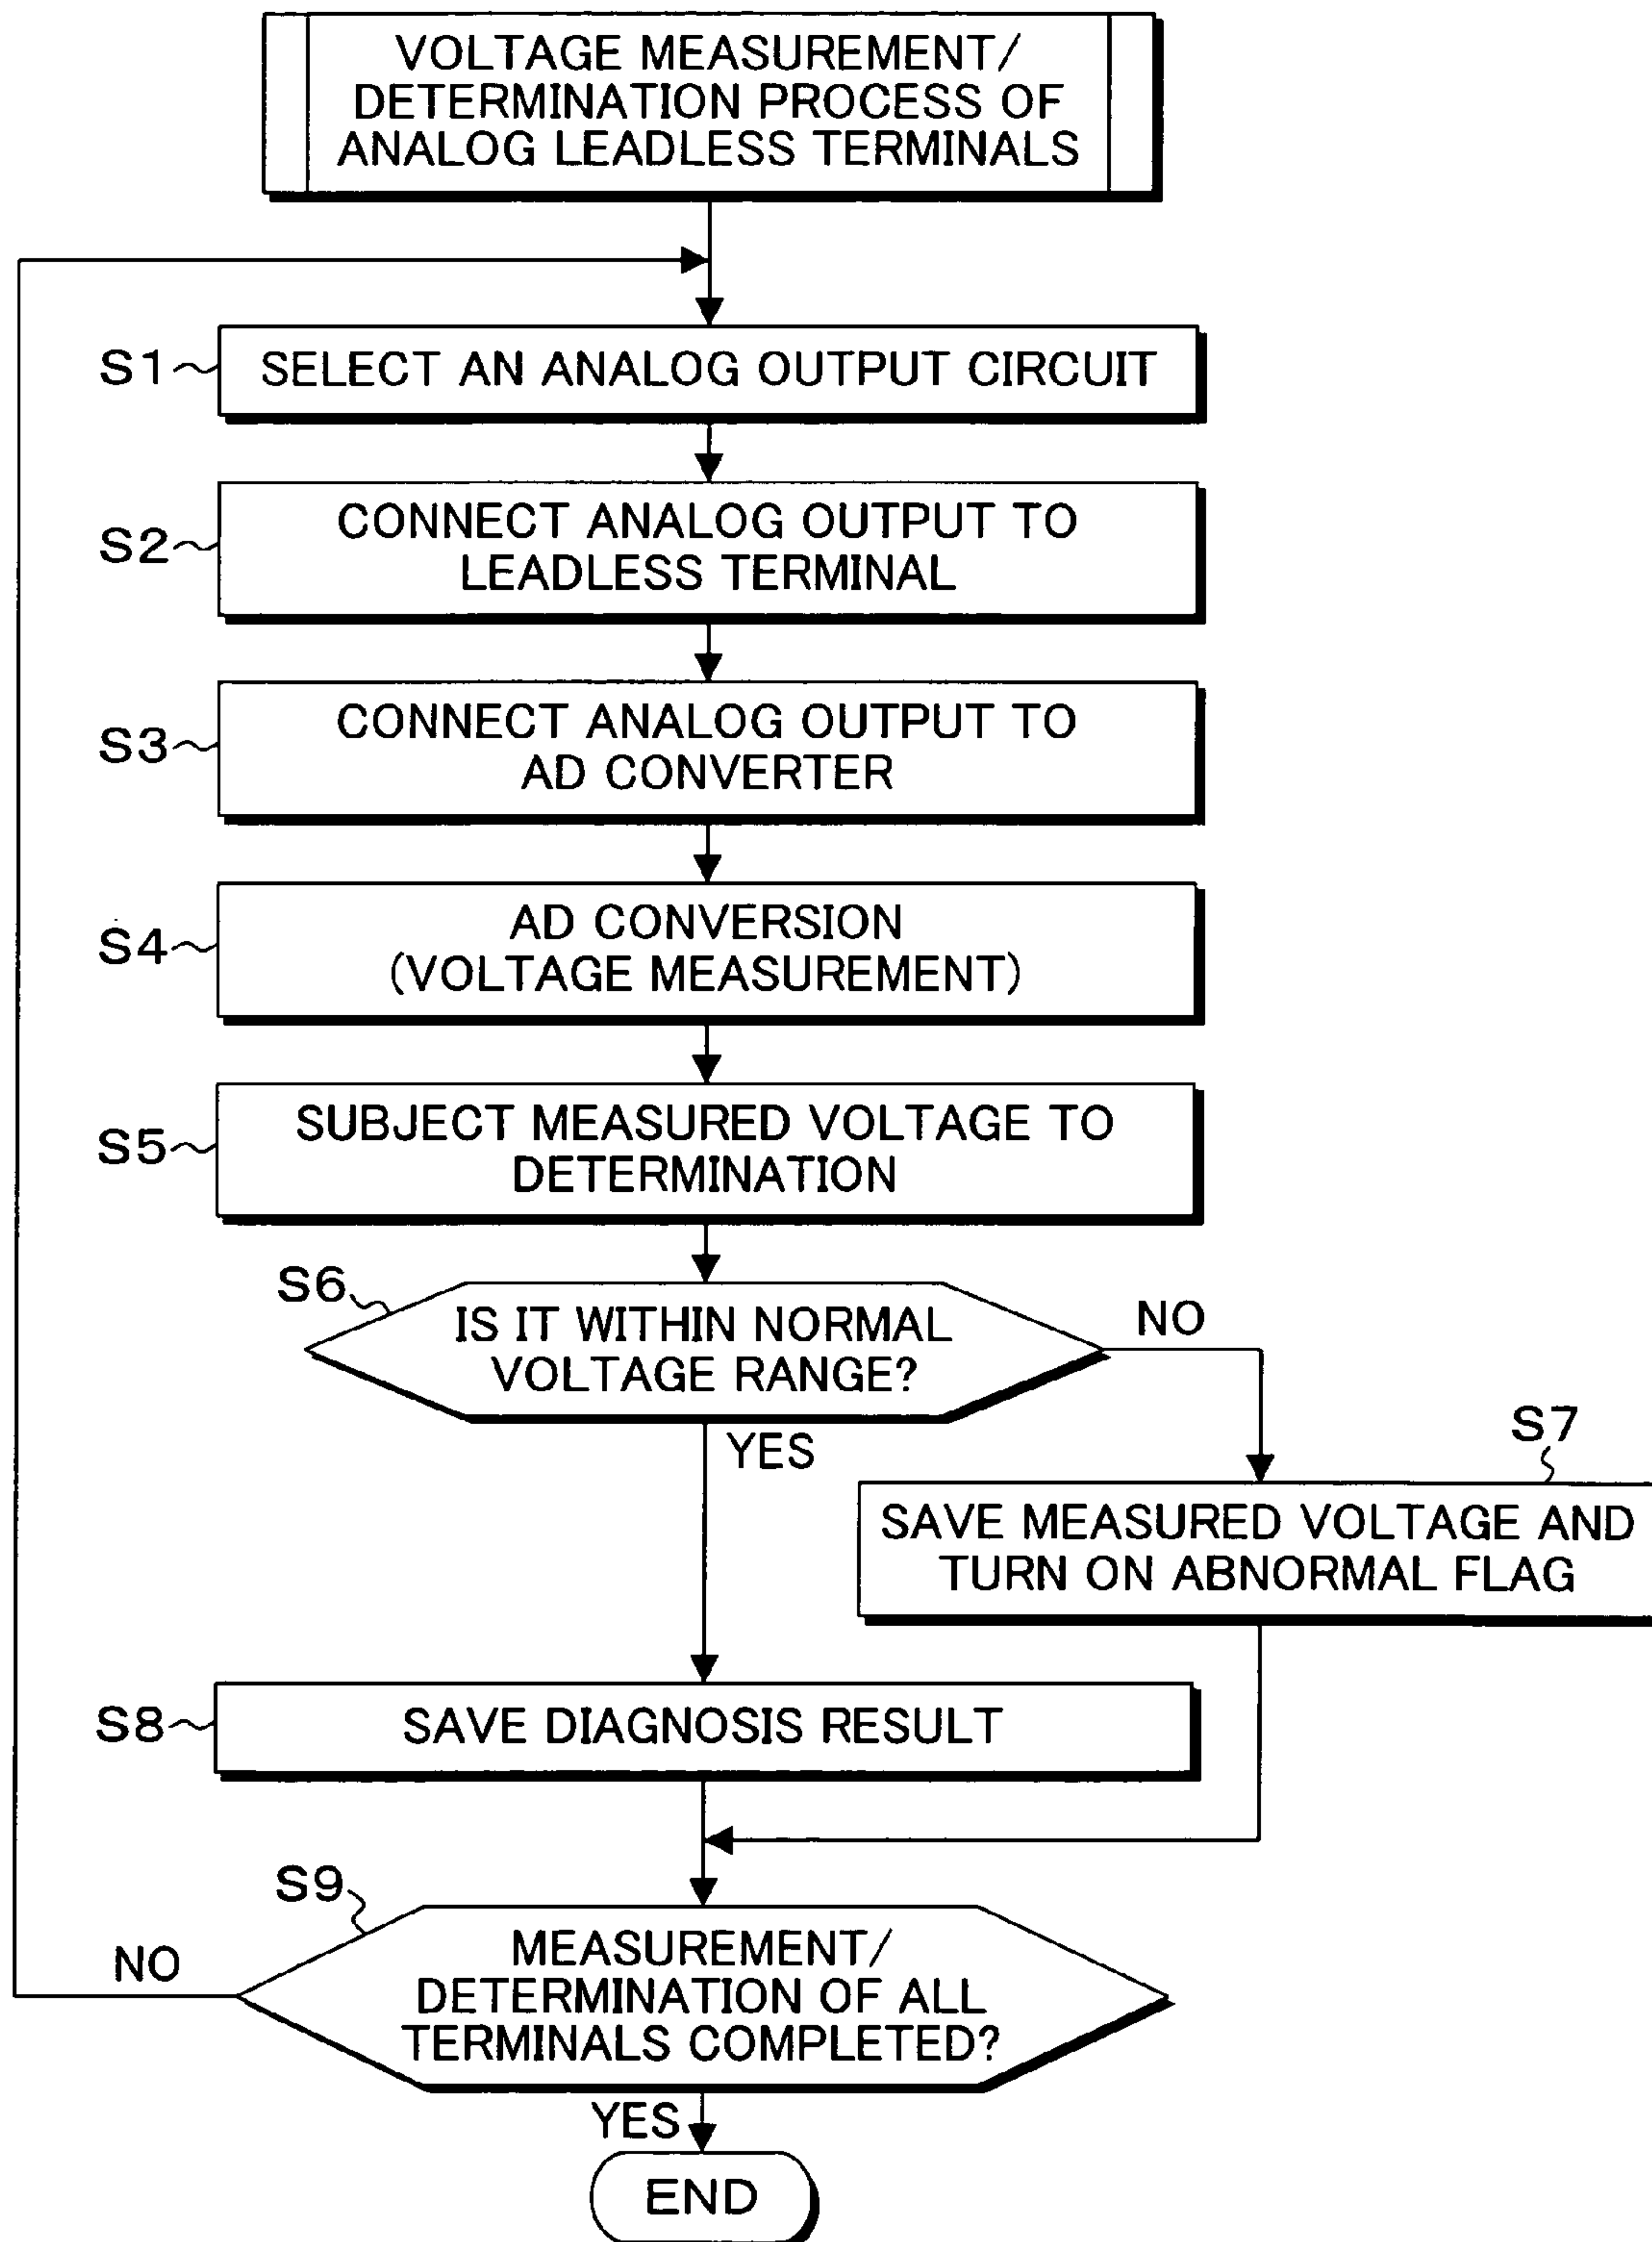 VOLTAGE MEASUREMENT/
DETERMINATION PROCESS OF
ANALOG LEADLESS TERMINALS
S1
SELECT AN ANALOG OUTPUT CIRCUIT
S2
CONNECT ANALOG OUTPUT TO
LEADLESS TERMINAL
S3
CONNECT ANALOG OUTPUT TO
AD CONVERTER
S4
AD CONVERSION
(VOLTAGE MEASUREMENT)
S5
SUBJECT MEASURED VOLTAGE TO
DETERMINATION
S6
IS IT WITHIN NORMAL
VOLTAGE RANGE?
NO
YES
S7
SAVE MEASURED VOLTAGE AND
TURN ON ABNORMAL FLAG
S8
SAVE DIAGNOSIS RESULT
S9
MEASUREMENT/
DETERMINATION OF ALL
TERMINALS COMPLETED?
NO
YES
END